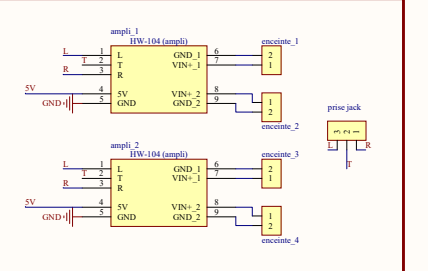 ampli_1
HW-104 (ampli)
enceinte_1
L 1 L GND_1 6 2
T 2 T VIN+_1 7 1
R 3 R
5V 4 5V VIN+_2 8 1
GND 5 GND GND_2 9 2
enceinte_2
prise jack
3 2 1
L R
T
ampli_2
HW-104 (ampli)
enceinte_3
L 1 L GND_1 6 2
T 2 T VIN+_1 7 1
R 3 R
5V 4 5V VIN+_2 8 1
GND 5 GND GND_2 9 2
enceinte_4